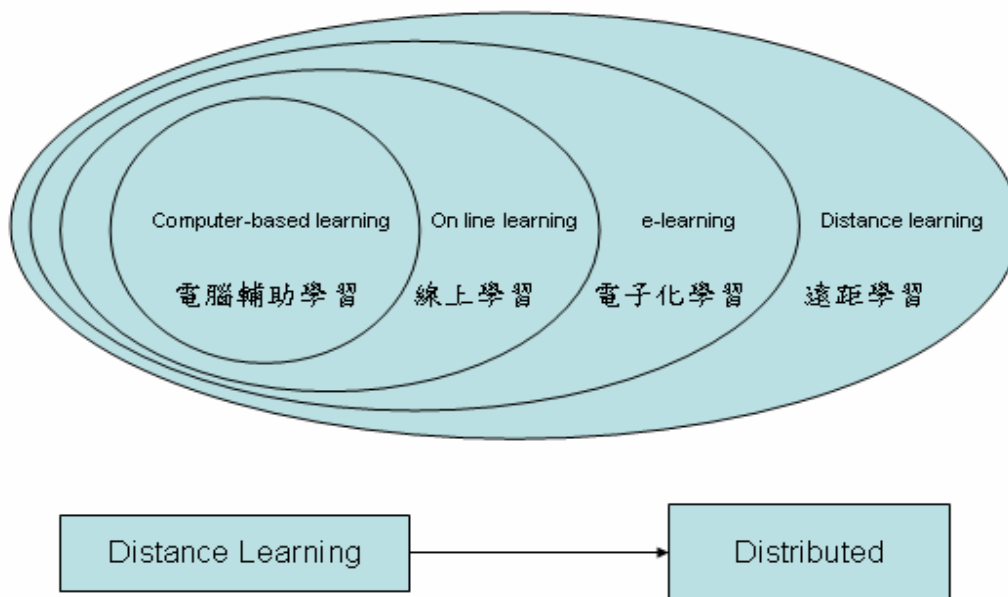 Computer-based learning On line learning e-learning Distance learning
電腦輔助學習 線上學習 電子化學習 遠距學習
Distance Learning Distributed